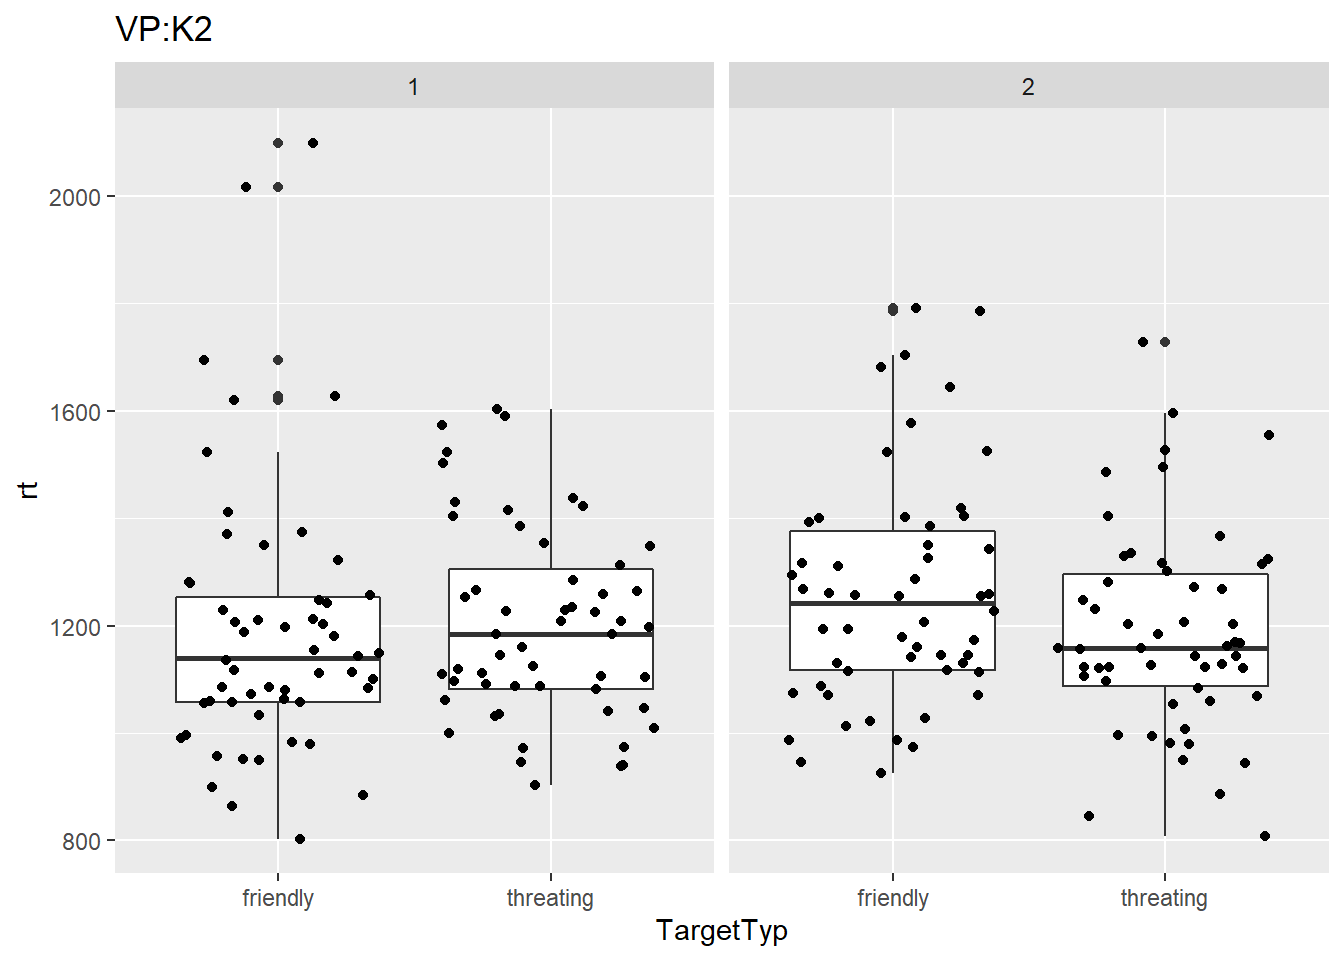 VP:K2
1
2
2000
1600
1200
800
rt
friendly
threating
friendly
threating
TargetTyp